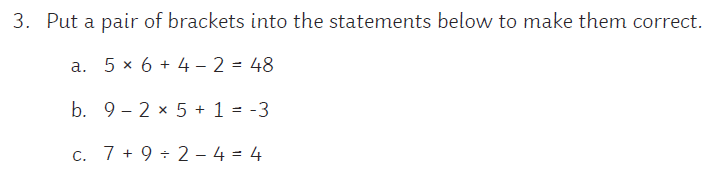 3. Put a pair of brackets into the statements below to make them correct.
a. 5 × 6 + 4 – 2 = 48
b. 9 – 2 × 5 + 1 = -3
c. 7 + 9 ÷ 2 – 4 = 4